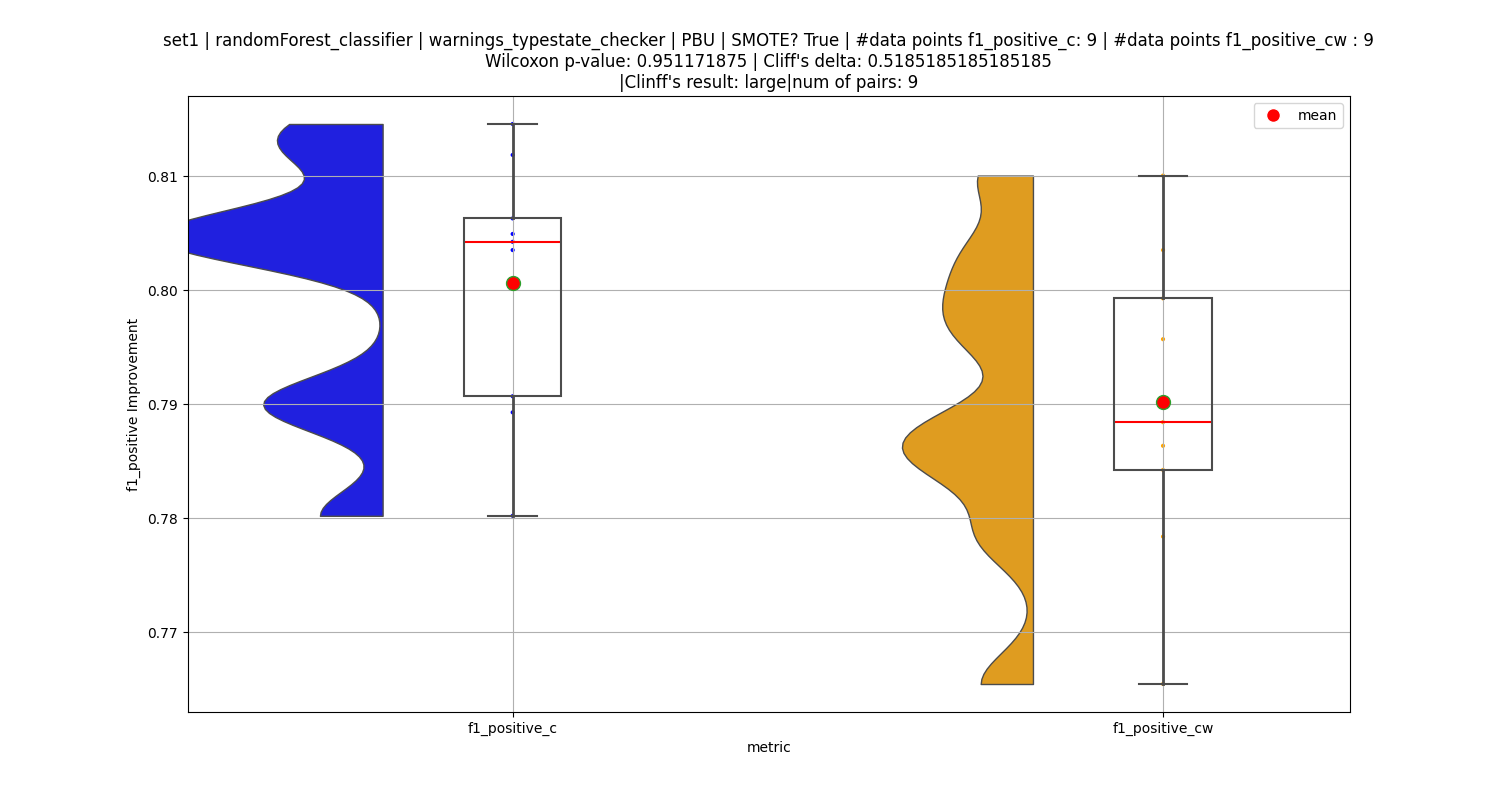 set1 | randomForest_classifier | warnings_typestate_checker | PBU | SMOTE? True | #data points f1_positive_c: 9 | #data points f1_positive_cw : 9
Wilcoxon p-value: 0.951171875 | Cliff's delta: 0.5185185185185185
|Clinff's result: large|num of pairs: 9
mean
0.81
0.80
0.79
0.78
0.77
f1_positive Improvement
f1_positive_c
f1_positive_cw
metric